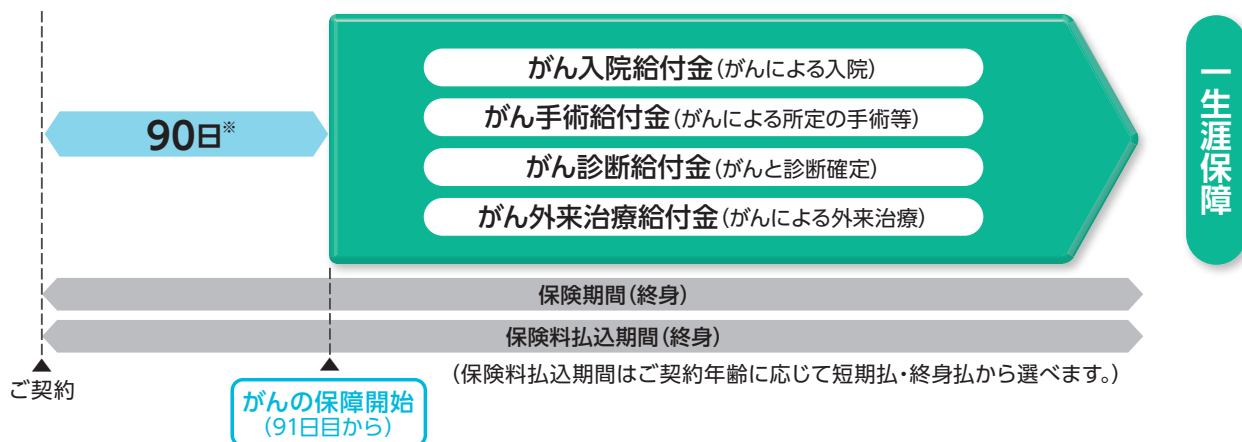 がん入院給付金(がんによる入院)
がん手術給付金(がんによる所定の手術等)
がん診断給付金(がんと診断確定)
がん外来治療給付金(がんによる外来治療)
90日※
一生涯保障
保険期間(終身)
保険料払込期間(終身)
(保険料払込期間はご契約年齢に応じて短期払・終身払から選べます。)
▲
ご契約
▲
がんの保障開始
(91日目から)